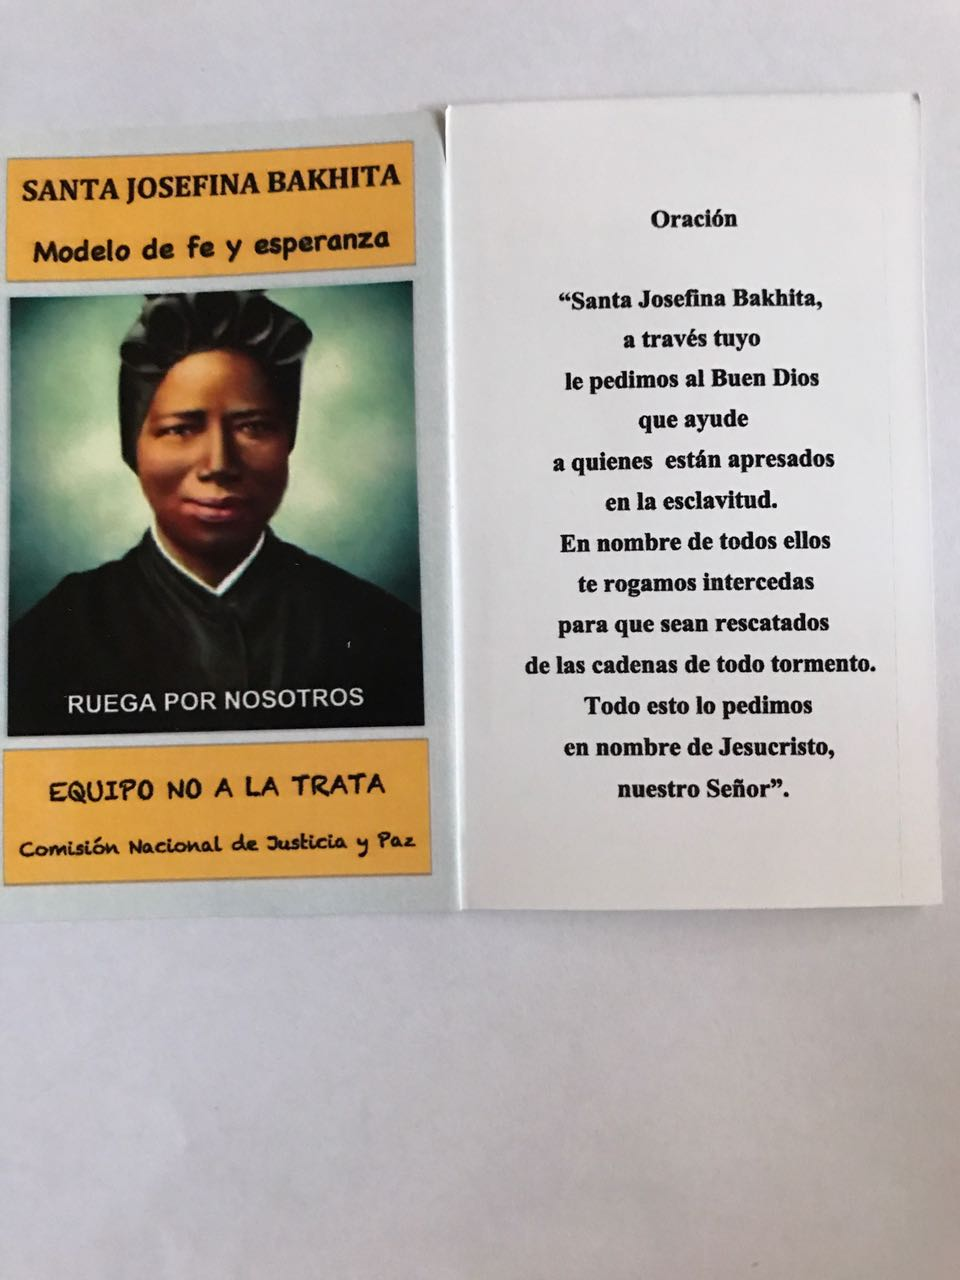 SANTA JOSEFINA BAKHITA
Modelo de fe y esperanza
RUEGA POR NOSOTROS
EQUIPO NO A LA TRATA
Comisión Nacional de Justicia y Paz
Oración
“Santa Josefina Bakhita,
a través tuyo
le pedimos al Buen Dios
que ayude
a quienes están apresados
en la esclavitud.
En nombre de todos ellos
te rogamos intercedas
para que sean rescatados
de las cadenas de todo tormento.
Todo esto lo pedimos
en nombre de Jesucristo,
nuestro Señor”.